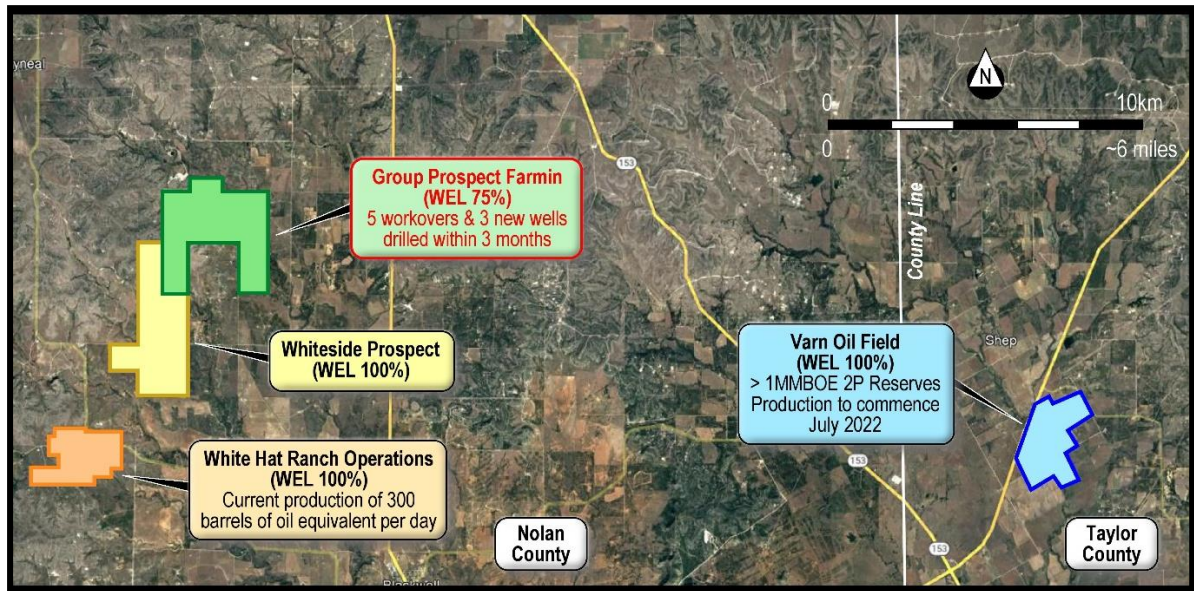 yneal
N
0
10km
0
~6 miles
153
Group Prospect Farmin
(WEL 75%)
5 workovers & 3 new wells
drilled within 3 months
County Line
Whiteside Prospect
(WEL 100%)
Varn Oil Field
(WEL 100%)
> 1MMBOE 2P Reserves
Production to commence
July 2022
Shep
White Hat Ranch Operations
(WEL 100%)
Current production of 300
barrels of oil equivalent per day
153
Nolan
County
153
Taylor
County